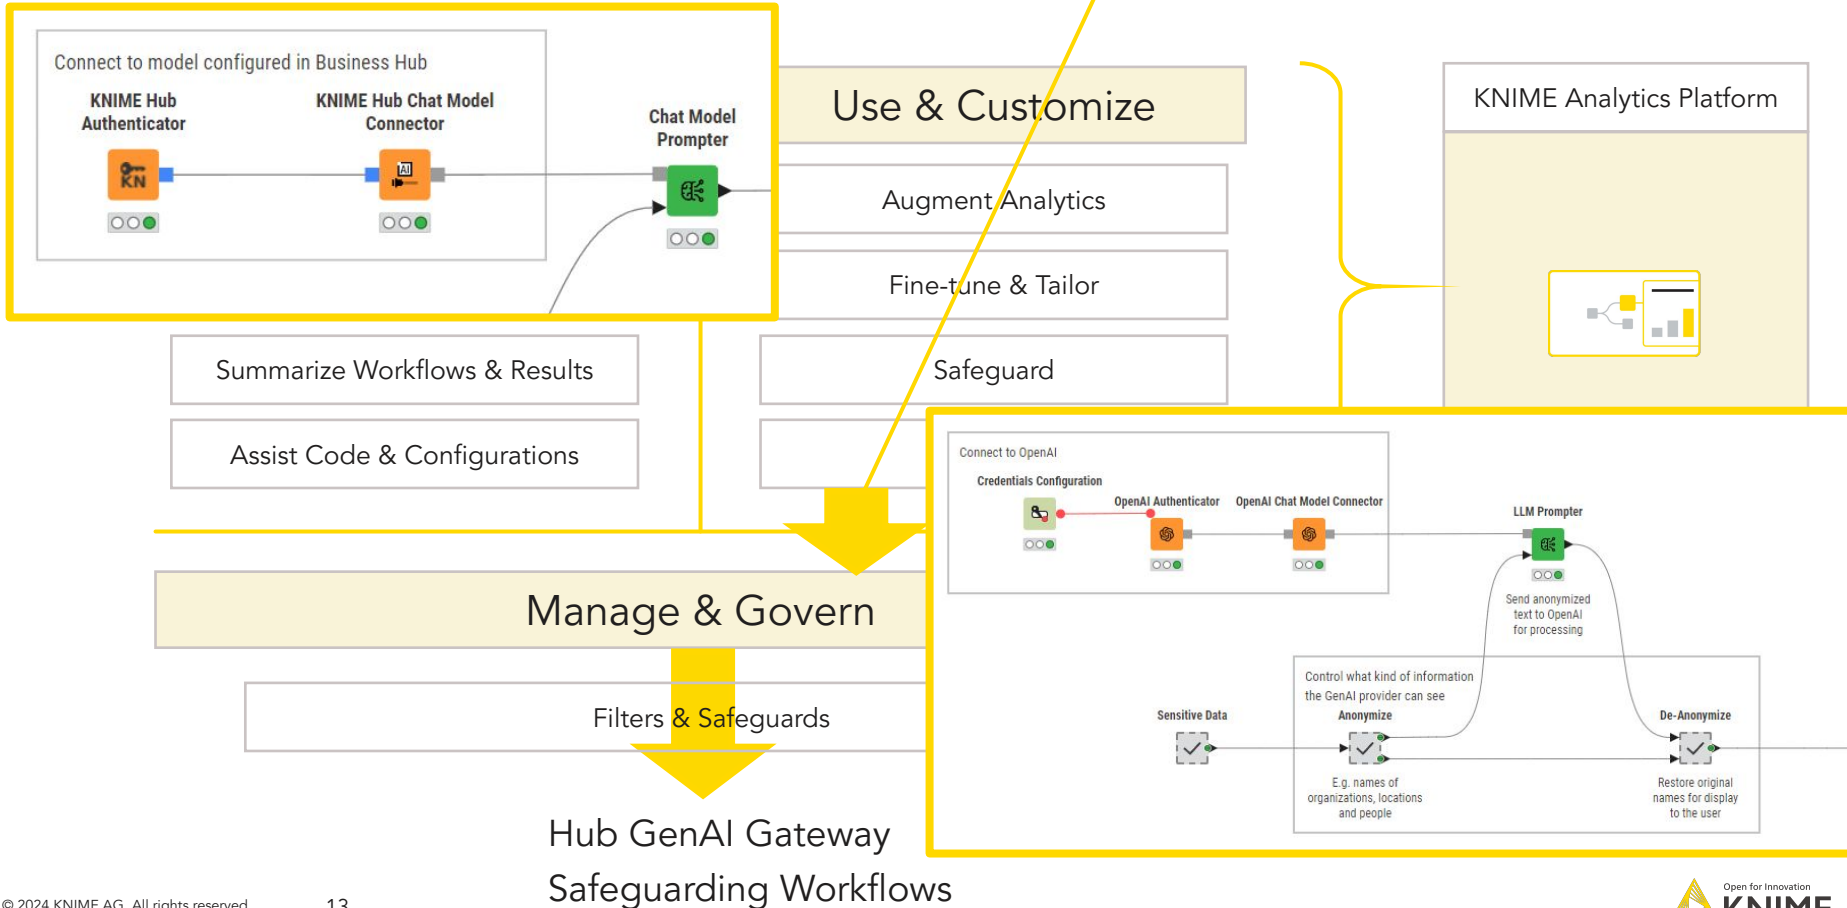 Connect to model configured in Business Hub
KNIME Hub
Authenticator
KN
KNIME Hub Chat Model
Connector
AI
Chat Model
Prompter
Use & Customize
Augment Analytics
Fine-tune & Tailor
Safeguard
KNIME Analytics Platform
Summarize Workflows & Results
Assist Code & Configurations
Connect to OpenAI
Credentials Configuration
OpenAI Authenticator
OpenAI Chat Model Connector
LLM Prompter
Send anonymized
text to OpenAI
for processing
Control what kind of information
the GenAI provider can see
Sensitive Data
Anonymize
E.g. names of
organizations, locations
and people
De-Anonymize
Restore original
names for display
to the user
Manage & Govern
Filters & Safeguards
Hub GenAI Gateway
Safeguarding Workflows
© 2024 KNIME AG. All rights reserved
13
Open for Innovation
KNIME